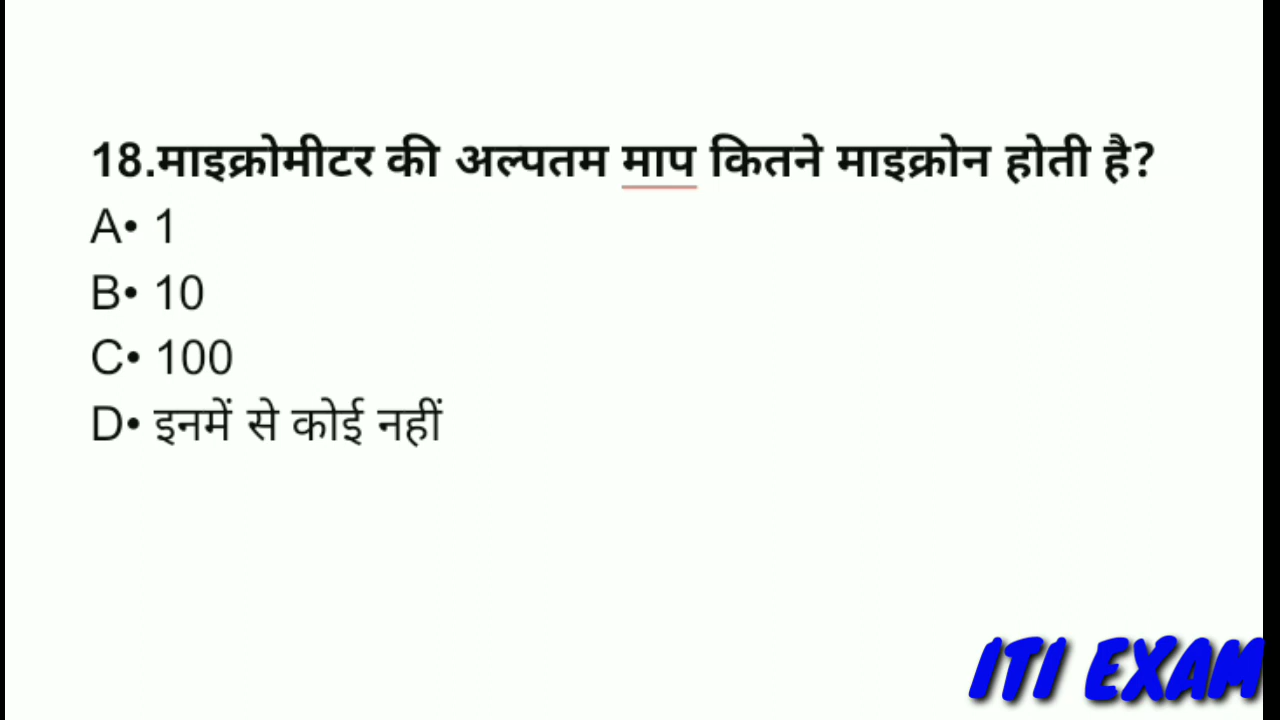 18.माइक्रोमीटर की अल्पतम माप कितने माइक्रोन होती है?
A• 1
B• 10
C• 100
D• इनमें से कोई नहीं
ITI EXAM